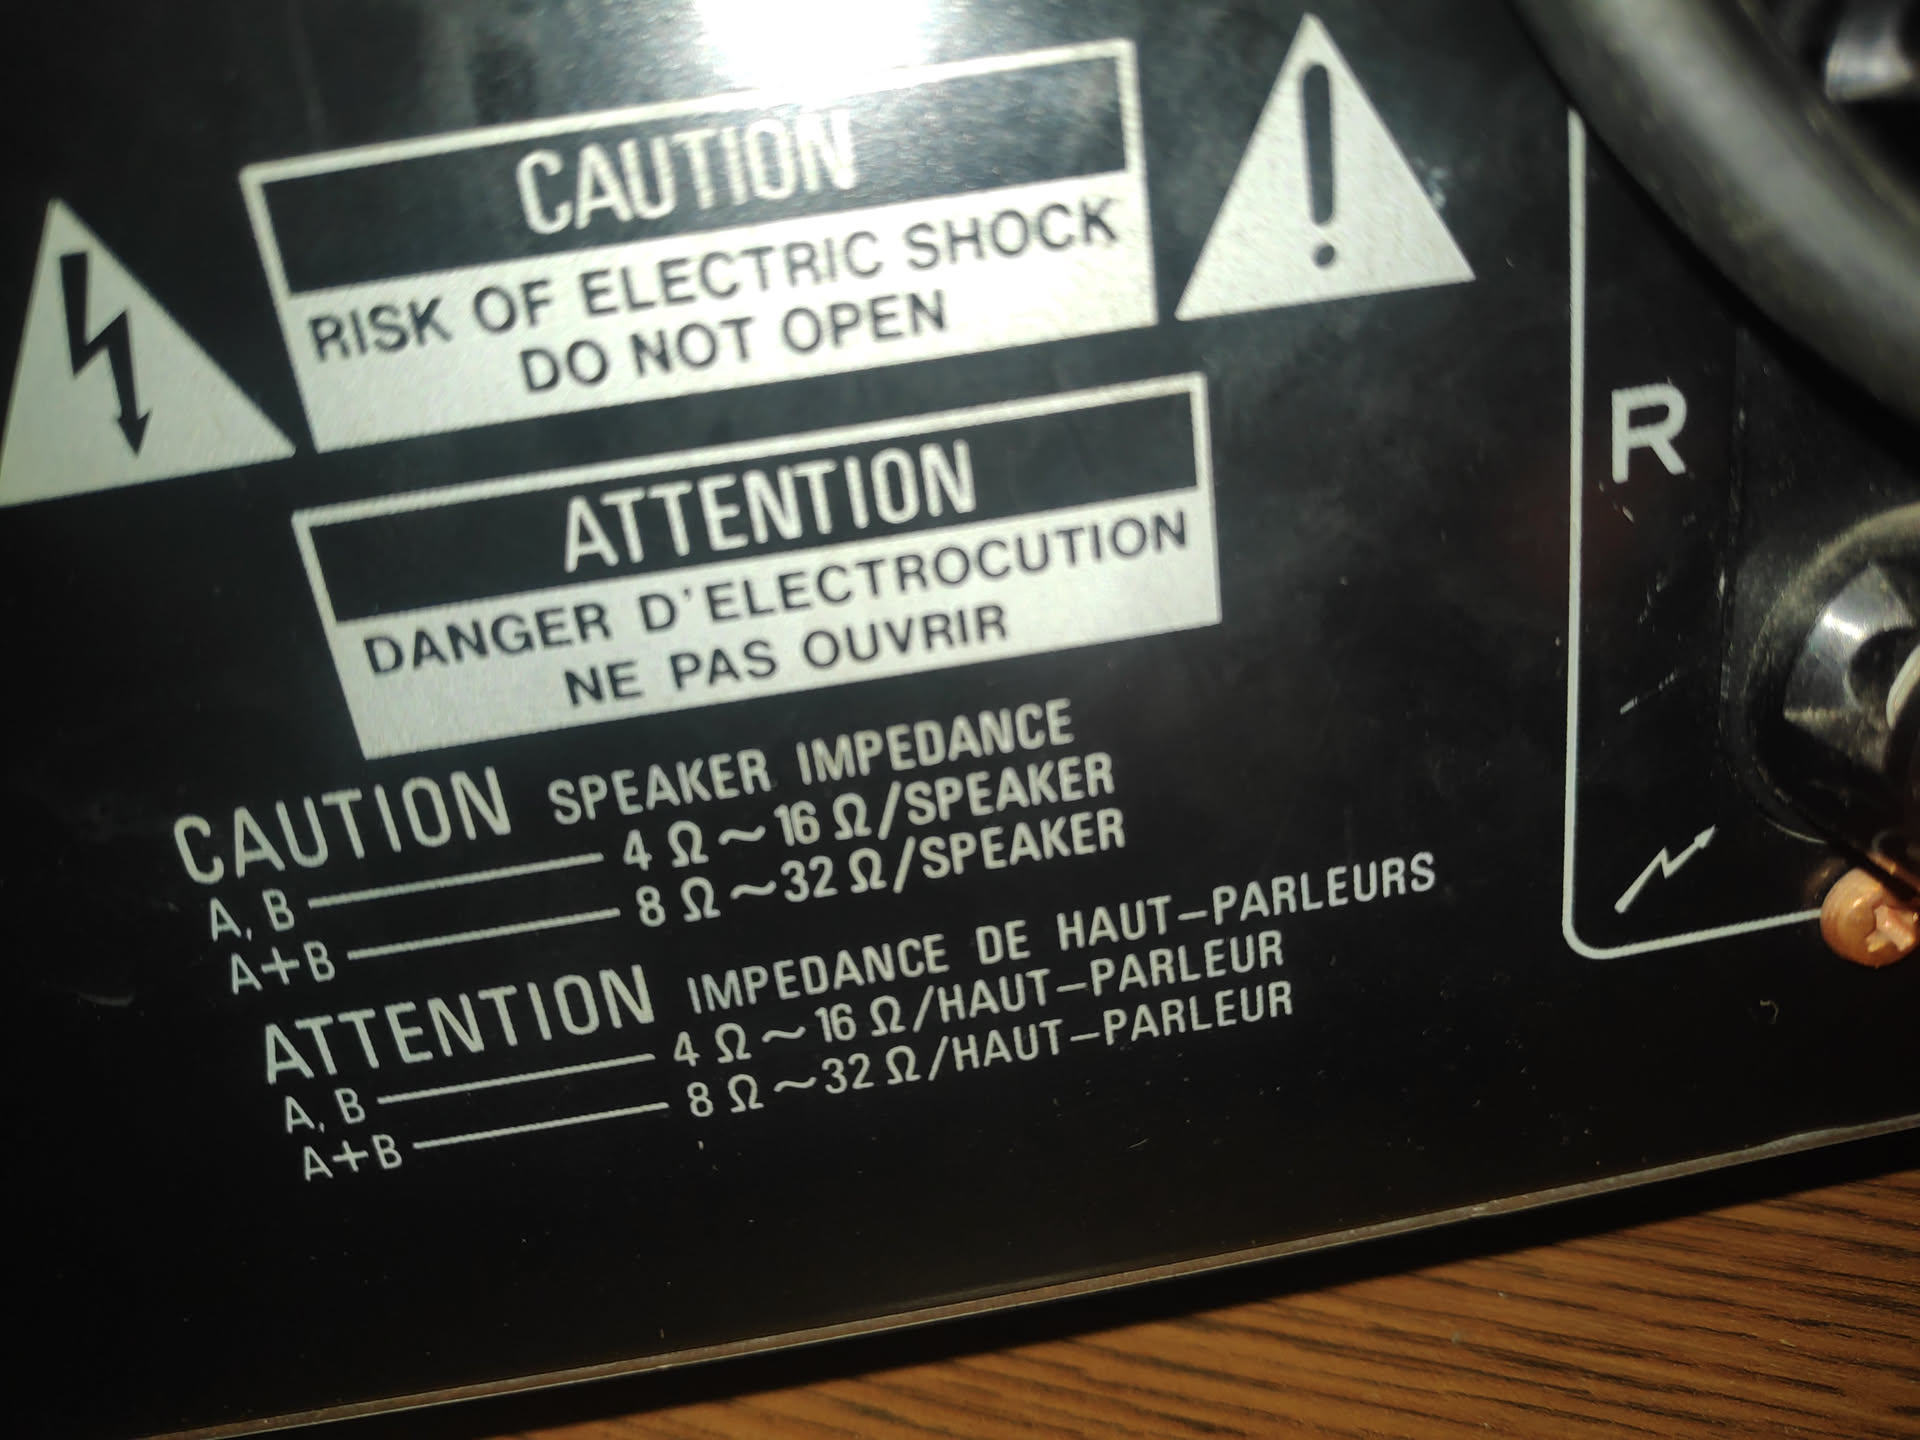 CAUTION
RISK OF ELECTRIC SHOCK
DO NOT OPEN
ATTENTION
DANGER D'ELECTROCUTION
NE PAS OUVRIR
CAUTION SPEAKER IMPEDANCE
A, B 4 Ω~16 Ω/SPEAKER
A+B 8 Ω~32 Ω/SPEAKER
ATTENTION IMPEDANCE DE HAUT-PARLEURS
A, B 4 Ω~16 Ω/HAUT-PARLEUR
A+B 8 Ω~32 Ω/HAUT-PARLEUR
R